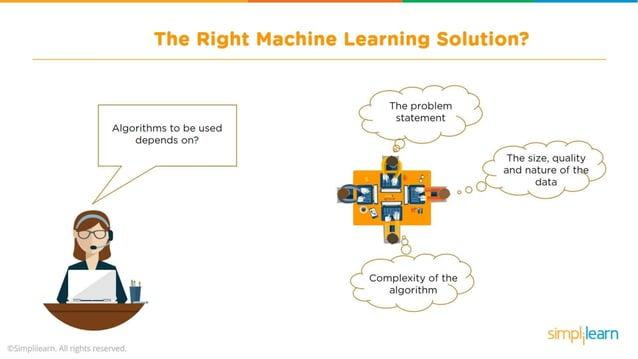 The Right Machine Learning Solution?
Algorithms to be used
depends on?
The problem
statement
The size, quality
and nature of the
data
Complexity of the
algorithm
©Simplilearn. All rights reserved.
simplilearn